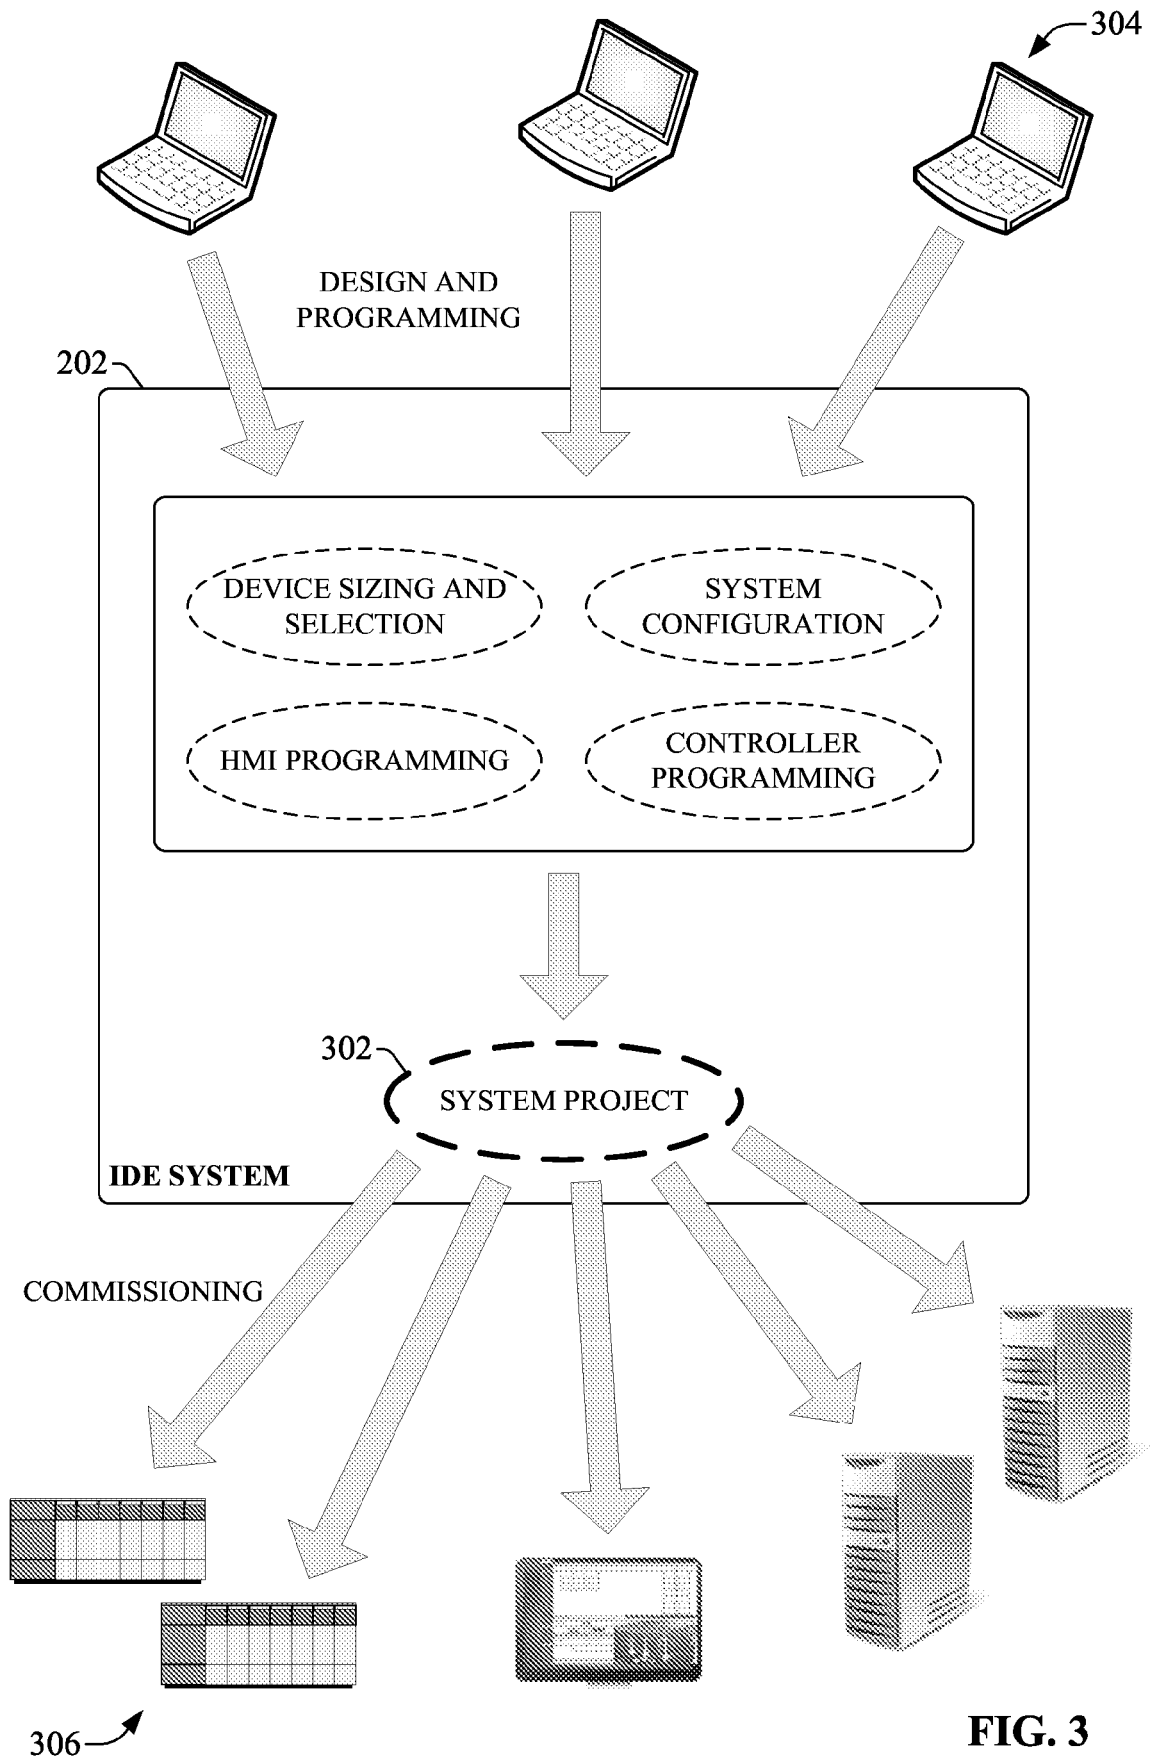 304
DESIGN AND
PROGRAMMING
202
DEVICE SIZING AND
SELECTION
SYSTEM
CONFIGURATION
HMI PROGRAMMING
CONTROLLER
PROGRAMMING
302
SYSTEM PROJECT
IDE SYSTEM
COMMISSIONING
306
FIG. 3